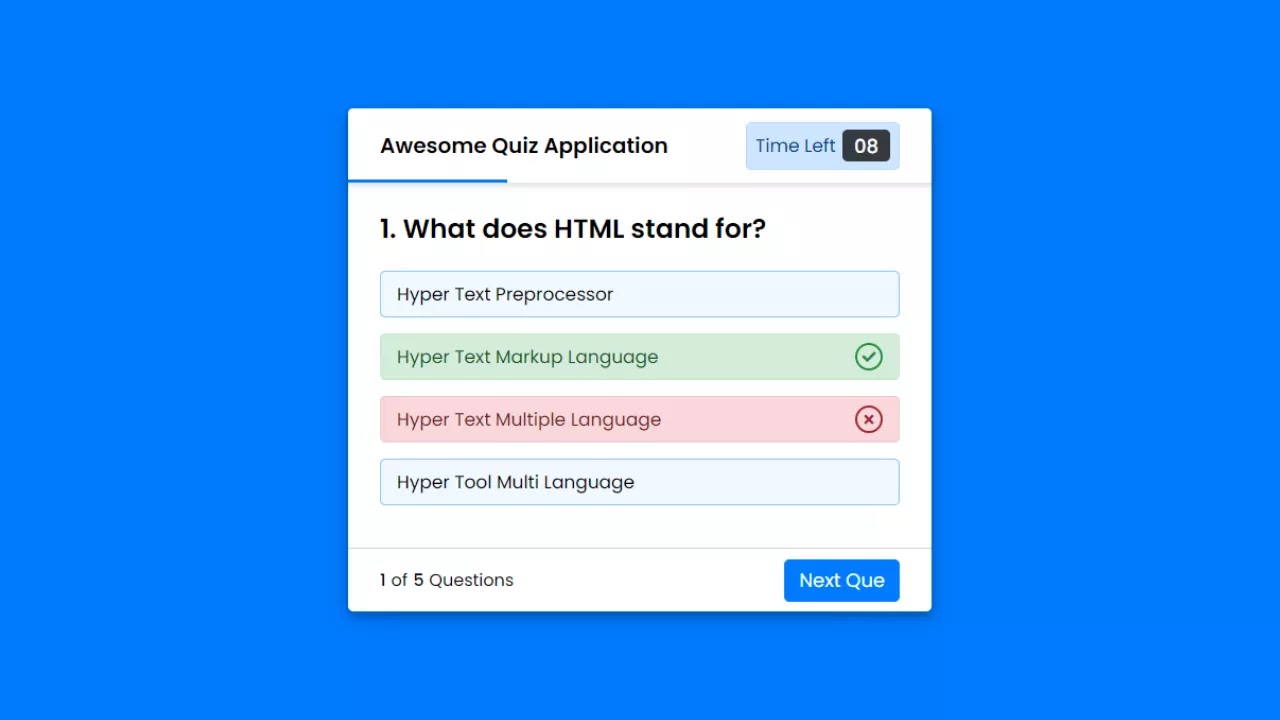 Awesome Quiz Application
Time Left 08
1. What does HTML stand for?
Hyper Text Preprocessor
Hyper Text Markup Language
Hyper Text Multiple Language
Hyper Tool Multi Language
1 of 5 Questions
Next Que